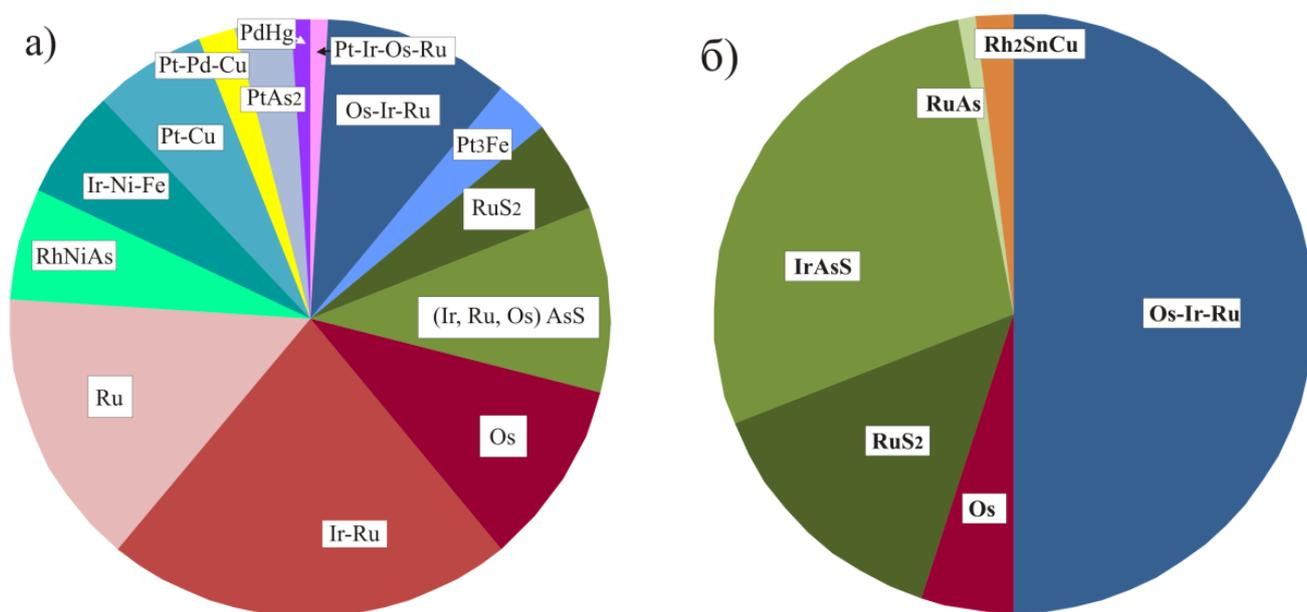 а)
PdHg
Pt-Ir-Os-Ru
Pt-Pd-Cu
PtAs2
Os-Ir-Ru
Pt-Cu
Pt3Fe
Ir-Ni-Fe
RuS2
RhNiAs
(Ir, Ru, Os) AsS
Ru
Os
Ir-Ru
б)
Rh2SnCu
RuAs
IrAsS
Os-Ir-Ru
RuS2
Os